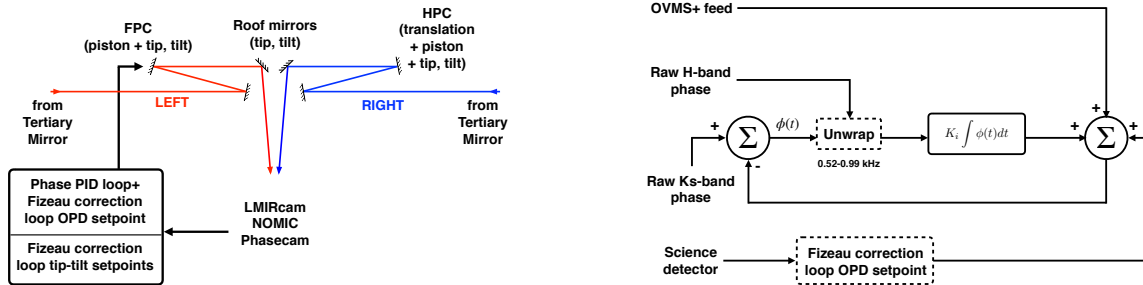 FPC
(piston + tip, tilt)
Roof mirrors
(tip, tilt)
HPC
(translation
+ piston
+ tip, tilt)
LEFT
RIGHT
from
Tertiary
Mirror
from
Tertiary
Mirror
Phase PID loop+
Fizeau correction
loop OPD setpoint
Fizeau correction
loop tip-tilt setpoints
LMIRcam
NOMIC
Phasecam
OVMS+ feed
Raw H-band
phase
+
Σ
-
ϕ(t)
Unwrap
0.52-0.99 kHz
K_i ∫ ϕ(t)dt
+
+
Σ
+
Raw Ks-band
phase
Science
detector
Fizeau correction
loop OPD setpoint